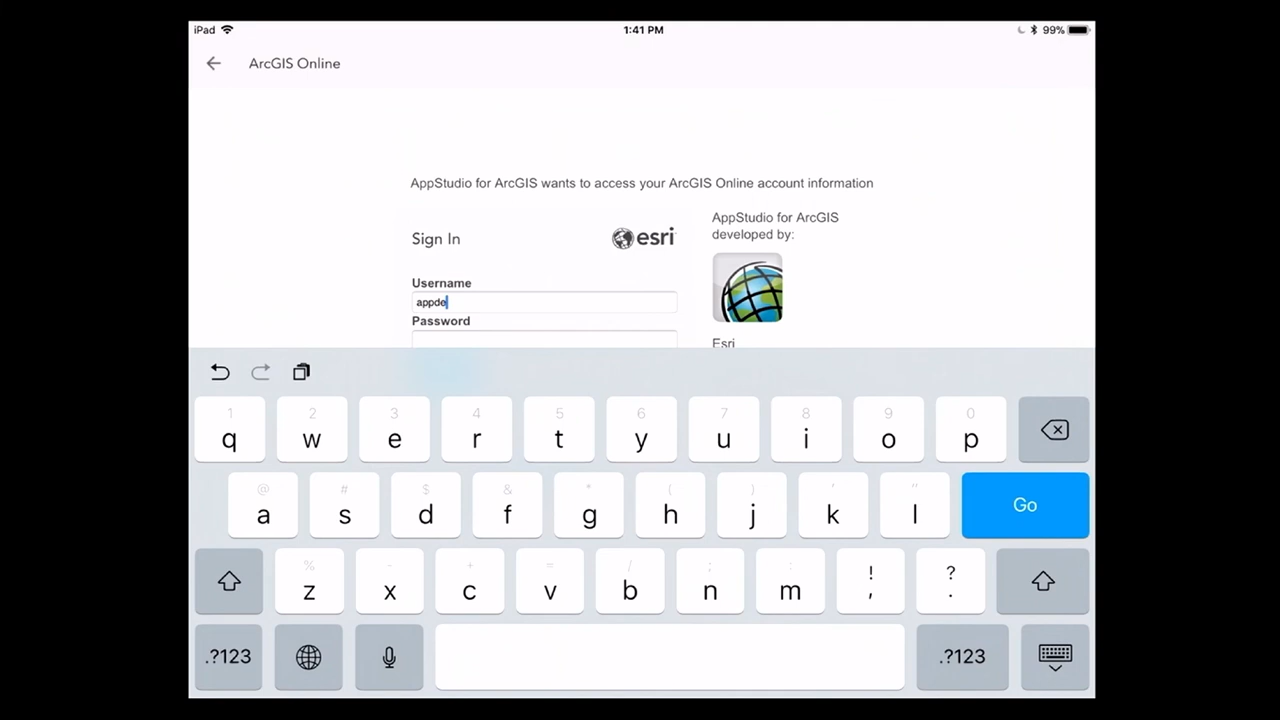 iPad 1:41 PM 99%
ArcGIS Online
AppStudio for ArcGIS wants to access your ArcGIS Online account information
AppStudio for ArcGIS
developed by:
Sign In
esri
Username
appde
Password
Esri
1 2 3 4 5 6 7 8 9 0
q w e r t y u i o p
@ # $ & * ( ) ' "
a s d f g h j k l Go
% - + = / ; : ! ?
z x c v b n m , .
.?123 .?123